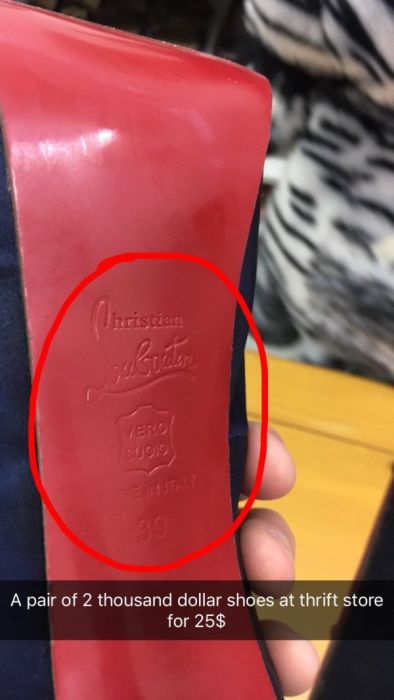 Christian
Louboutin
VERO
CUOIO
MADE IN ITALY
39
A pair of 2 thousand dollar shoes at thrift store
for 25$